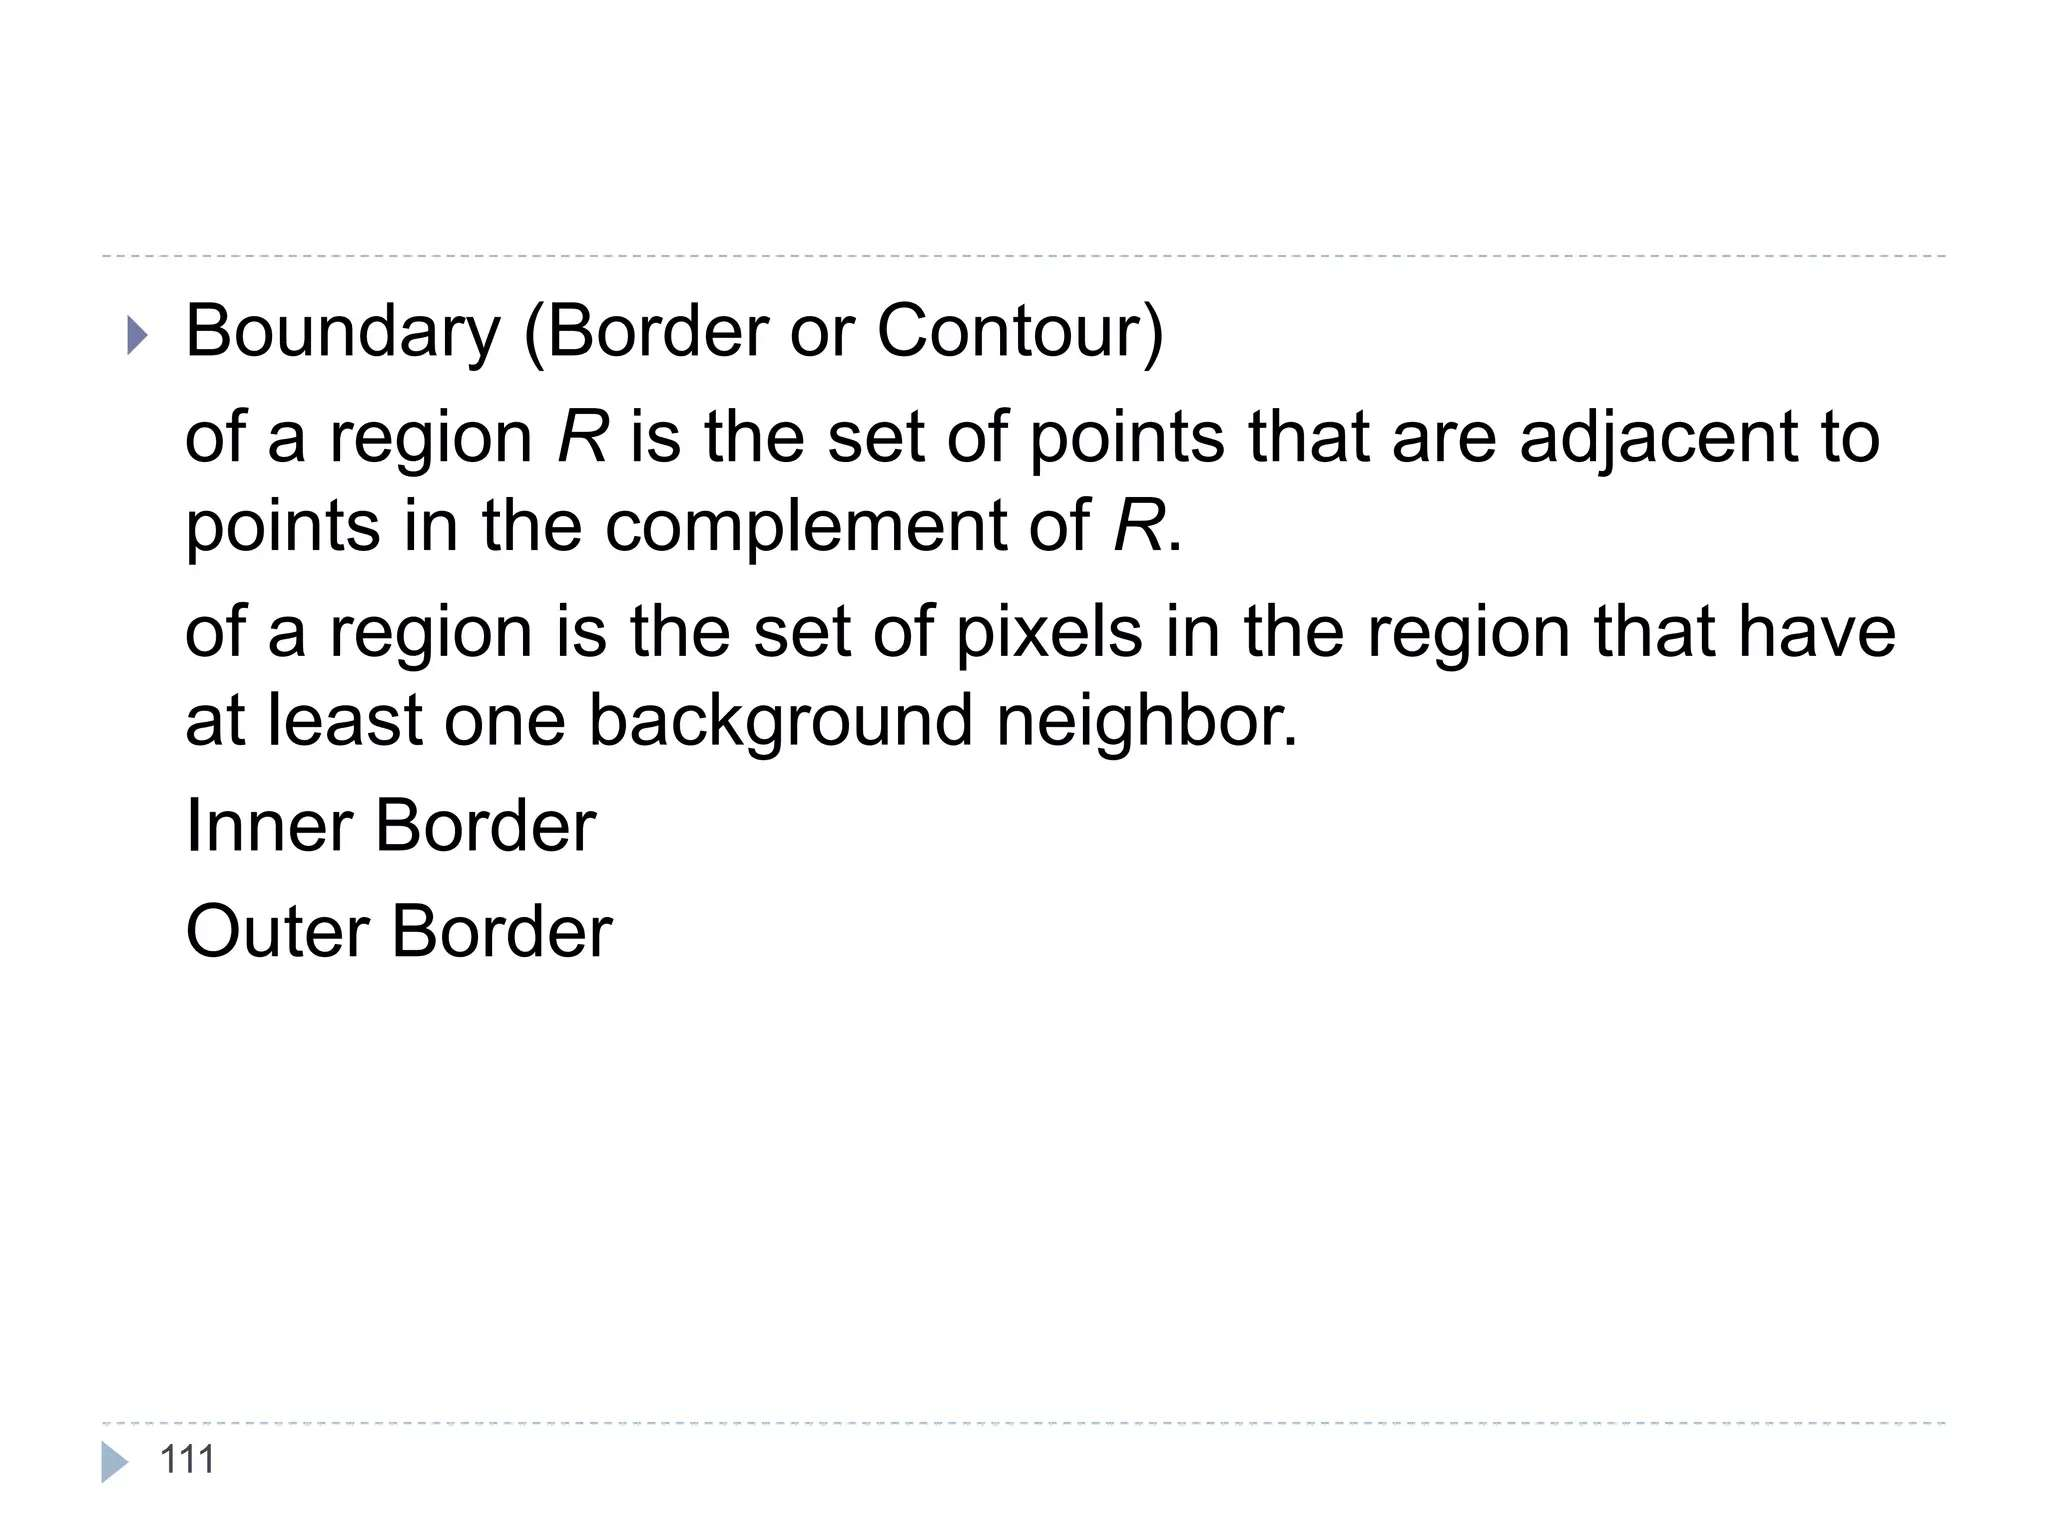 Boundary (Border or Contour)
of a region R is the set of points that are adjacent to
points in the complement of R.
of a region is the set of pixels in the region that have
at least one background neighbor.
Inner Border
Outer Border
111